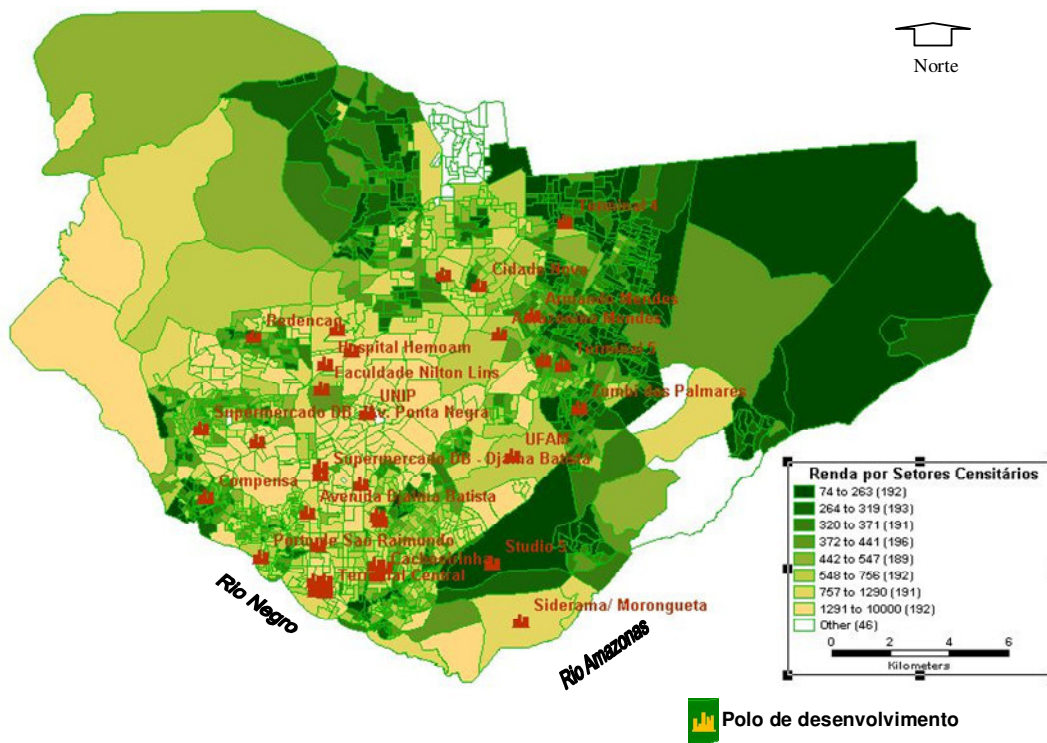 Norte
Terminal 4
Cidade Nova
Armando Mendes
Amazonino Mendes
Redencao
Hospital Hemoam
Terminal 5
Faculdade Nilton Lins
UNIP
Zumbi dos Palmares
Supermercado DB - Av. Ponta Negra
UFAM
Supermercado DB - Djalma Batista
Compensa
Avenida Djalma Batista
Porto de Sao Raimundo
Cachoeirinha
Studio 5
Terminal Central
Siderama/ Morongueta
Rio Negro
Rio Amazonas
Renda por Setores Censitários
74 to 263 (192)
264 to 319 (193)
320 to 371 (191)
372 to 441 (196)
442 to 547 (189)
548 to 756 (192)
757 to 1290 (191)
1291 to 10000 (192)
Other (46)
0 2 4 6
Kilometers
Polo de desenvolvimento